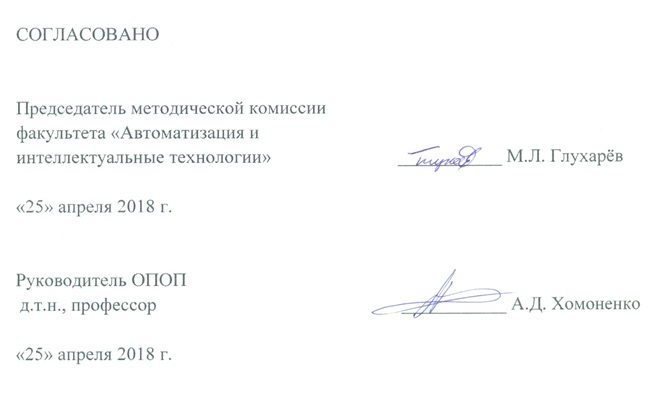 СОГЛАСОВАНО
Председатель методической комиссии
факультета «Автоматизация и
интеллектуальные технологии»
М.Л. Глухарёв
«25» апреля 2018 г.
Руководитель ОПОП
д.т.н., профессор
А.Д. Хомоненко
«25» апреля 2018 г.